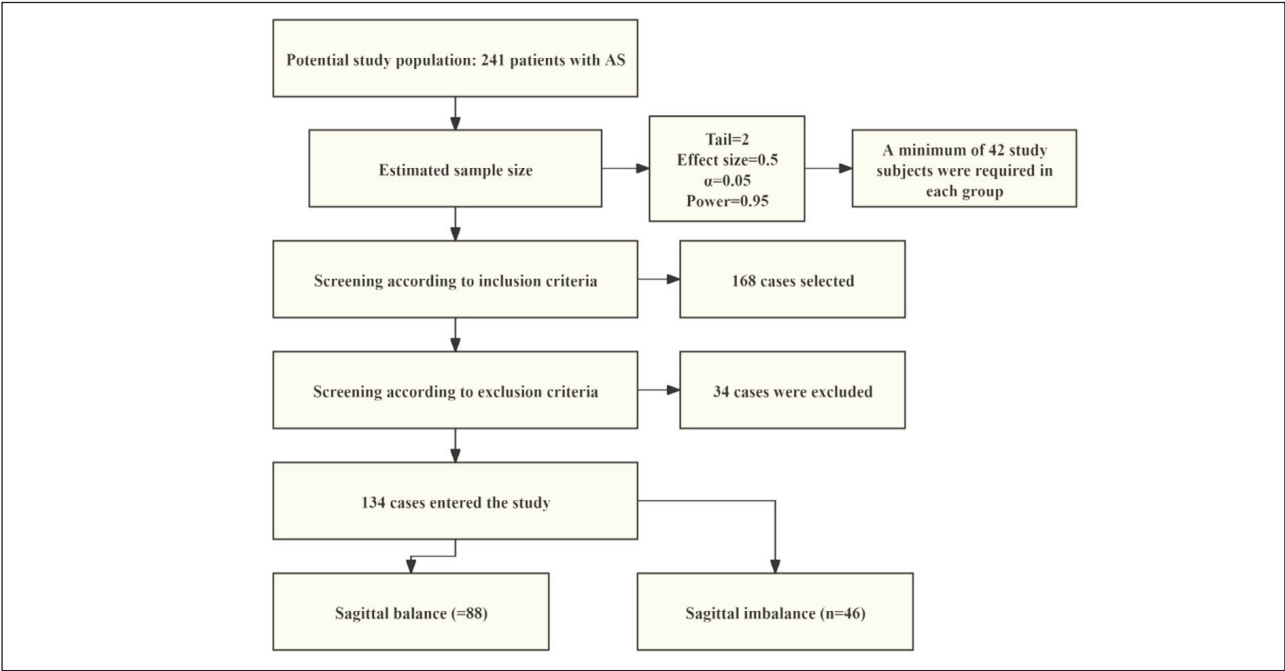 Potential study population: 241 patients with AS
Estimated sample size
Tail=2
Effect size=0.5
α=0.05
Power=0.95
A minimum of 42 study
subjects were required in
each group
Screening according to inclusion criteria
168 cases selected
Screening according to exclusion criteria
34 cases were excluded
134 cases entered the study
Sagittal balance (=88)
Sagittal imbalance (n=46)